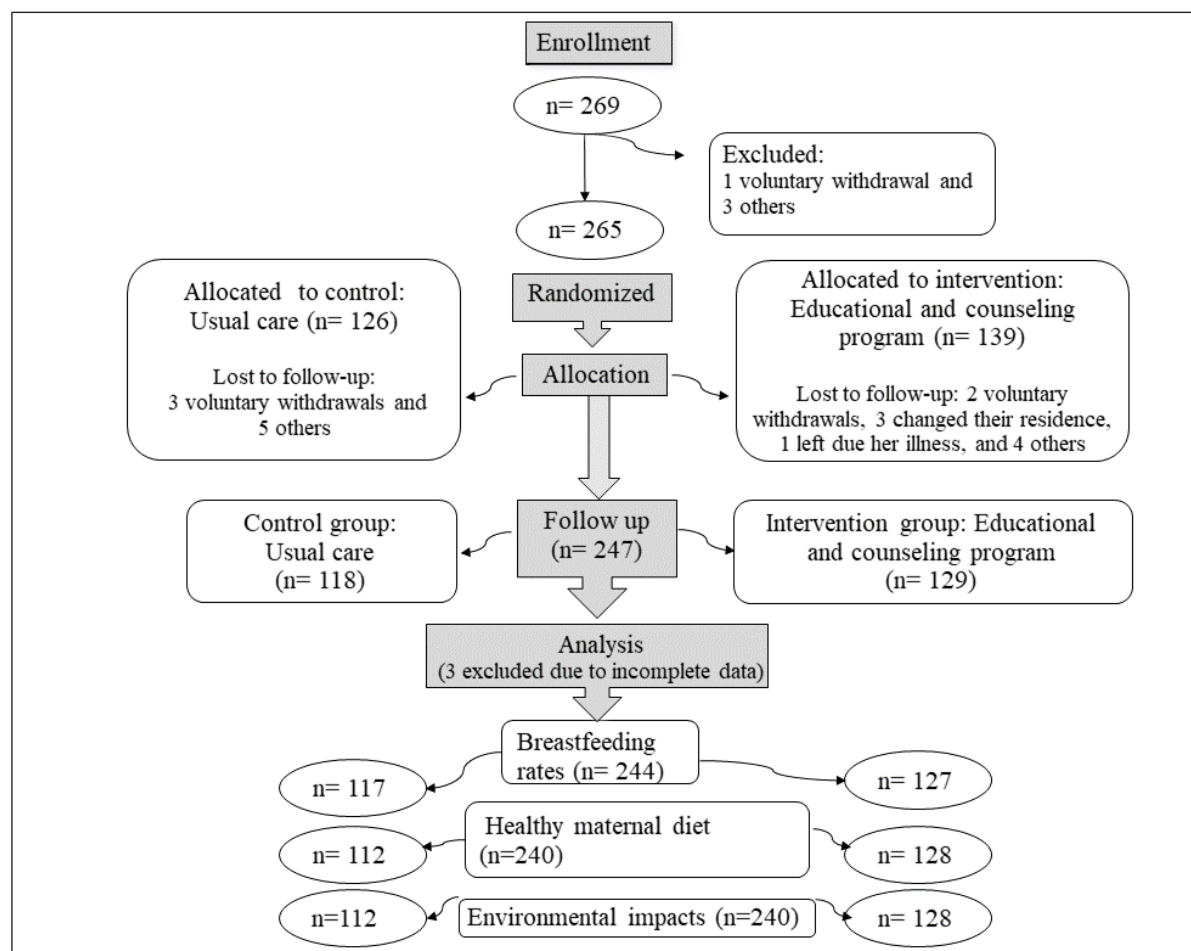 Enrollment
n= 269
Excluded:
1 voluntary withdrawal and
3 others
n= 265
Randomized
Allocated to control:
Usual care (n= 126)
Lost to follow-up:
3 voluntary withdrawals and
5 others
Allocated to intervention:
Educational and counseling
program (n= 139)
Lost to follow-up: 2 voluntary
withdrawals, 3 changed their residence,
1 left due her illness, and 4 others
Allocation
Control group:
Usual care
(n= 118)
Follow up
(n= 247)
Intervention group: Educational
and counseling program
(n= 129)
Analysis
(3 excluded due to incomplete data)
Breastfeeding
rates (n= 244)
n= 117
n= 127
Healthy maternal diet
(n=240)
n= 112
n= 128
Environmental impacts (n=240)
n=112
n= 128